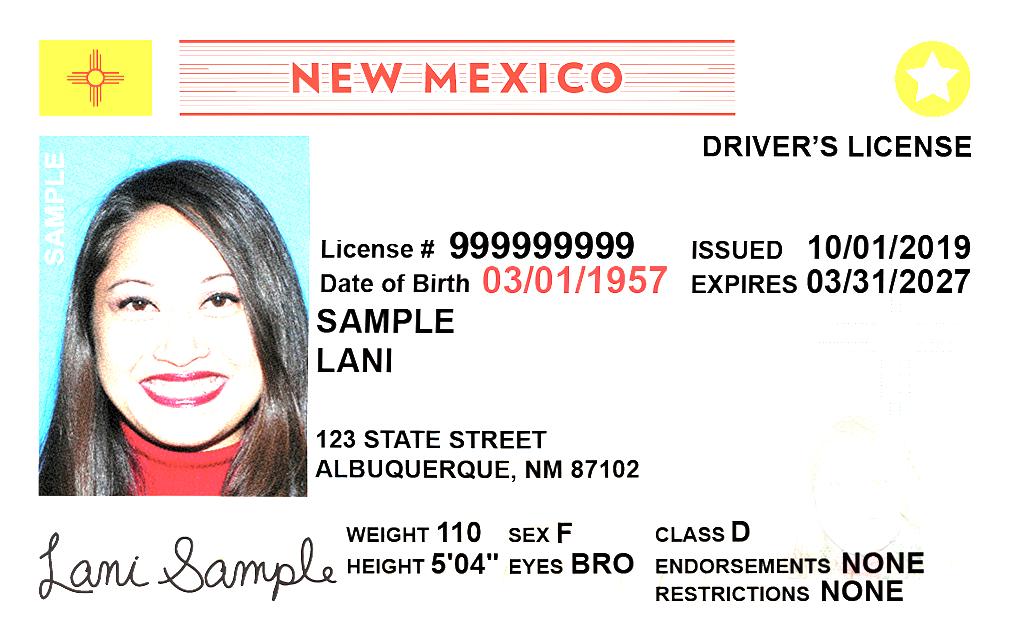 NEW MEXICO
DRIVER'S LICENSE
SAMPLE
License # 999999999
ISSUED 10/01/2019
Date of Birth 03/01/1957
EXPIRES 03/31/2027
SAMPLE
LANI
123 STATE STREET
ALBUQUERQUE, NM 87102
WEIGHT 110 SEX F
CLASS D
HEIGHT 5'04" EYES BRO
ENDORSEMENTS NONE
RESTRICTIONS NONE
Lani Sample